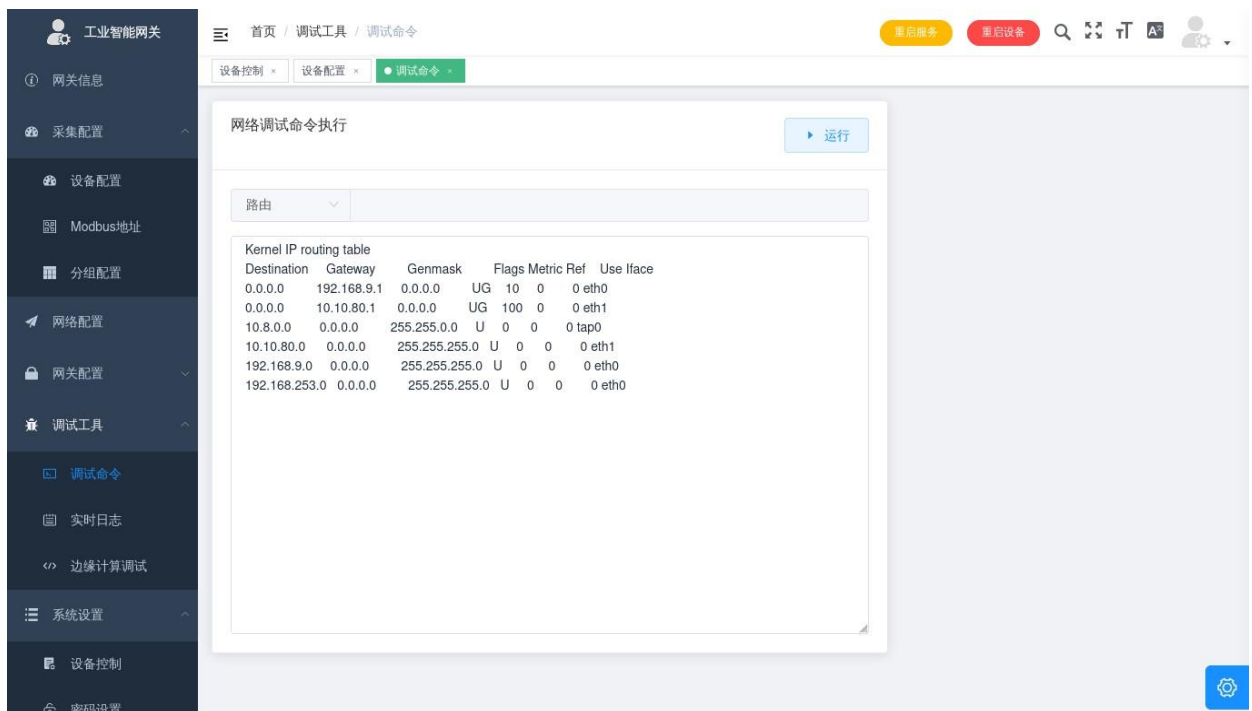 工业智能网关
首页 / 调试工具 / 调试命令
重启服务
重启设备
设备控制 ×
设备配置 ×
调试命令 ×
网关信息
采集配置
设备配置
Modbus地址
分组配置
网络配置
网关配置
调试工具
调试命令
实时日志
边缘计算调试
系统设置
设备控制
密码设置
网络调试命令执行
运行
路由
Kernel IP routing table
Destination Gateway Genmask Flags Metric Ref Use Iface
0.0.0.0 192.168.9.1 0.0.0.0 UG 10 0 0 eth0
0.0.0.0 10.10.80.1 0.0.0.0 UG 100 0 0 eth1
10.8.0.0 0.0.0.0 255.255.0.0 U 0 0 0 tap0
10.10.80.0 0.0.0.0 255.255.255.0 U 0 0 0 eth1
192.168.9.0 0.0.0.0 255.255.255.0 U 0 0 0 eth0
192.168.253.0 0.0.0.0 255.255.255.0 U 0 0 0 eth0